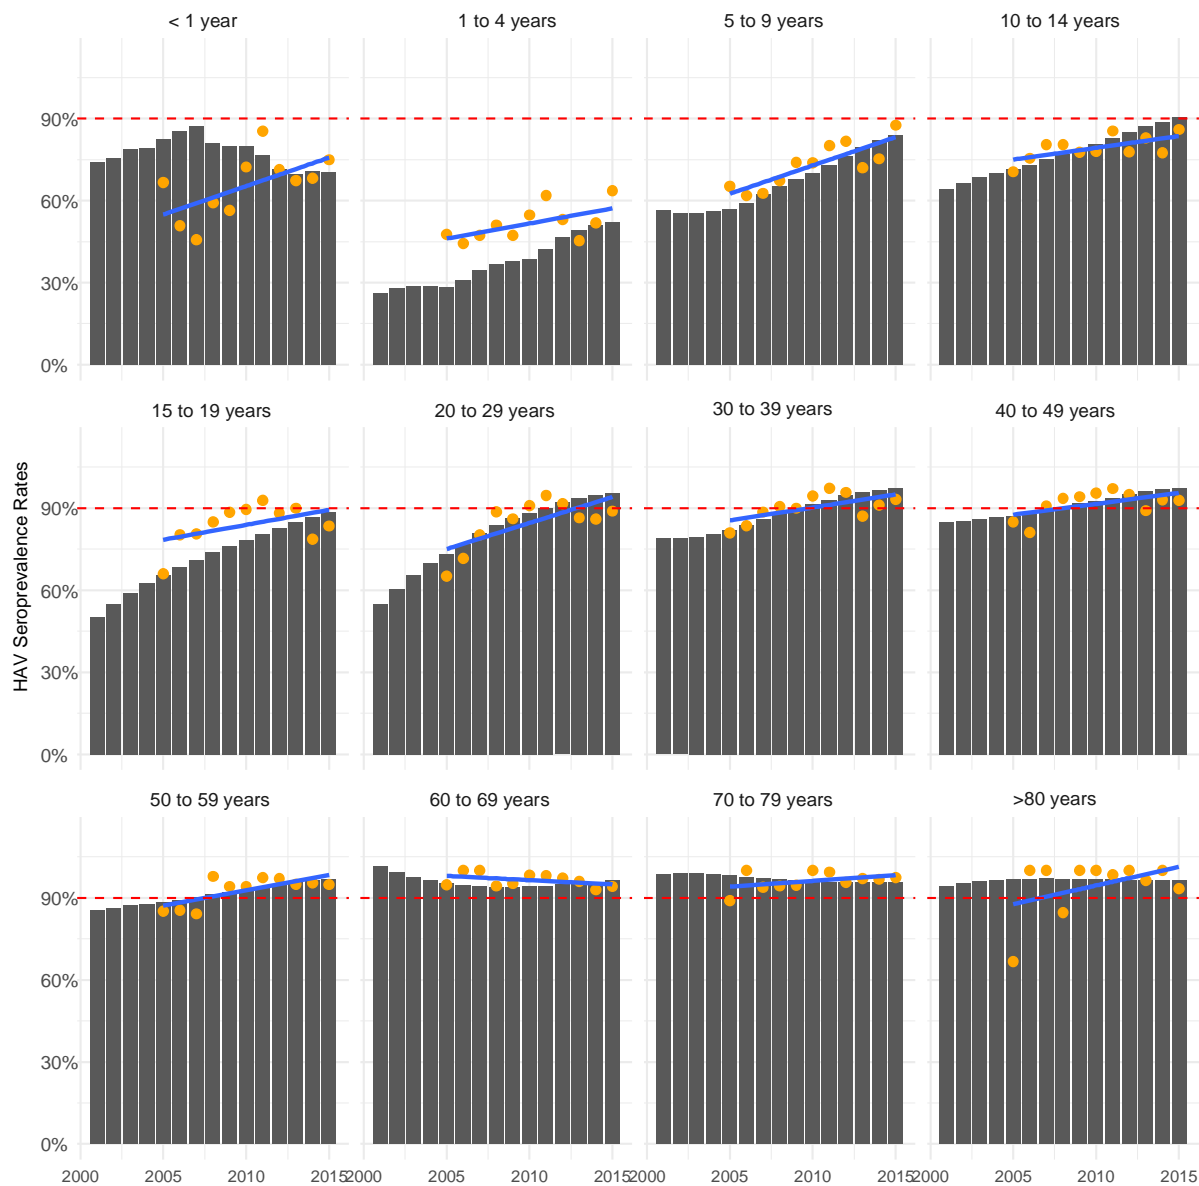 < 1 year
1 to 4 years
5 to 9 years
10 to 14 years
90%
60%
30%
0%
15 to 19 years
20 to 29 years
30 to 39 years
40 to 49 years
HAV Seroprevalence Rates
90%
60%
30%
0%
50 to 59 years
60 to 69 years
70 to 79 years
>80 years
90%
60%
30%
0%
2000 2005 2010 2015 2000 2005 2010 2015 2000 2005 2010 2015 2000 2005 2010 2015